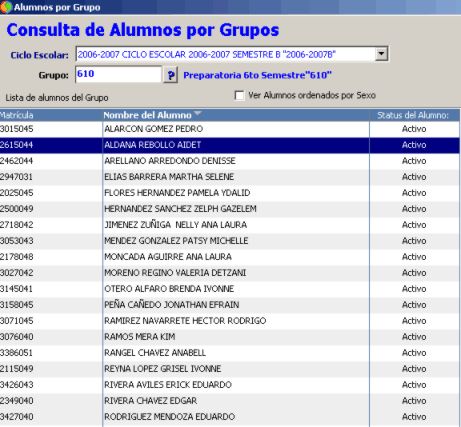 Alumnos por Grupo
Consulta de Alumnos por Grupos
Ciclo Escolar: 2006-2007 CICLO ESCOLAR 2006-2007 SEMESTRE B "2006-2007B"
Grupo: 610 ? Preparatoria 6to Semestre"610"
Lista de alumnos del Grupo Ver Alumnos ordenados por Sexo
Matrícula Nombre del Alumno Status del Alumno:
3015045 ALARCON GOMEZ PEDRO Activo
2615044 ALDANA REBOLLO AIDET Activo
2462044 ARELLANO ARREDONDO DENISSE Activo
2947031 ELIAS BARRERA MARTHA SELENE Activo
2025045 FLORES HERNANDEZ PAMELA YDALID Activo
2500049 HERNANDEZ SANCHEZ ZELPH GAZELEM Activo
2718042 JIMENEZ ZUÑIGA NELLY ANA LAURA Activo
3053043 MENDEZ GONZALEZ PATSY MICHELLE Activo
2178048 MONCADA AGUIRRE ANA LAURA Activo
3027042 MORENO REGINO VALERIA DETZANI Activo
3145041 OTERO ALFARO BRENDA IVONNE Activo
3158045 PEÑA CAÑEDO JONATHAN EFRAIN Activo
3071045 RAMIREZ NAVARRETE HECTOR RODRIGO Activo
3076040 RAMOS MERA KIM Activo
3386051 RANGEL CHAVEZ ANABELL Activo
2115049 REYNA LOPEZ GRISEL IVONNE Activo
3426043 RIVERA AVILES ERICK EDUARDO Activo
2349040 RIVERA CHAVEZ EDGAR Activo
3427040 RODRIGUEZ MENDOZA EDUARDO Activo